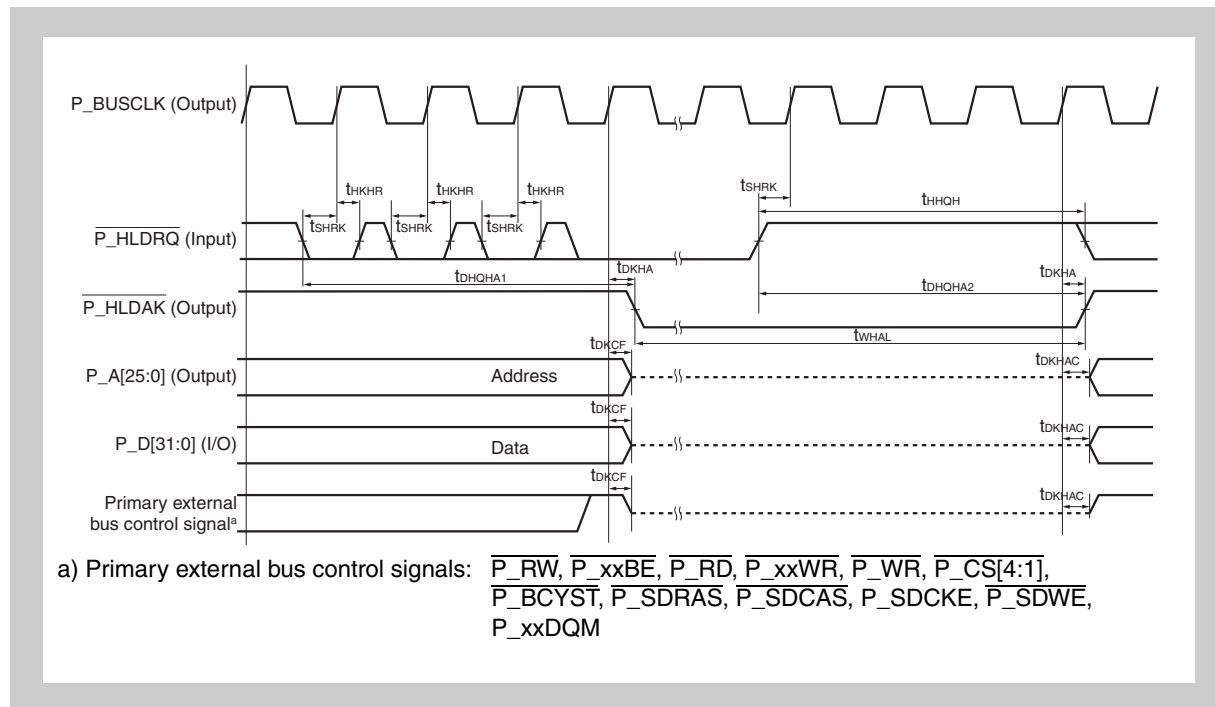 P_BUSCLK (Output)
tHKHR tHKHR tHKHR tSHRK tHHQH
tSHRK tSHRK tSHRK
P_HLDRQ (Input)
tDHQHA1 tDKHA tDHQHA2 tDKHA
P_HLDAK (Output)
tWHAL
tDKCF tDKHAC
P_A[25:0] (Output) Address
tDKCF tDKHAC
P_D[31:0] (I/O) Data
tDKCF tDKHAC
Primary external
bus control signala
a) Primary external bus control signals: P_RW, P_xxBE, P_RD, P_xxWR, P_WR, P_CS[4:1],
P_BCYST, P_SDRAS, P_SDCAS, P_SDCKE, P_SDWE,
P_xxDQM